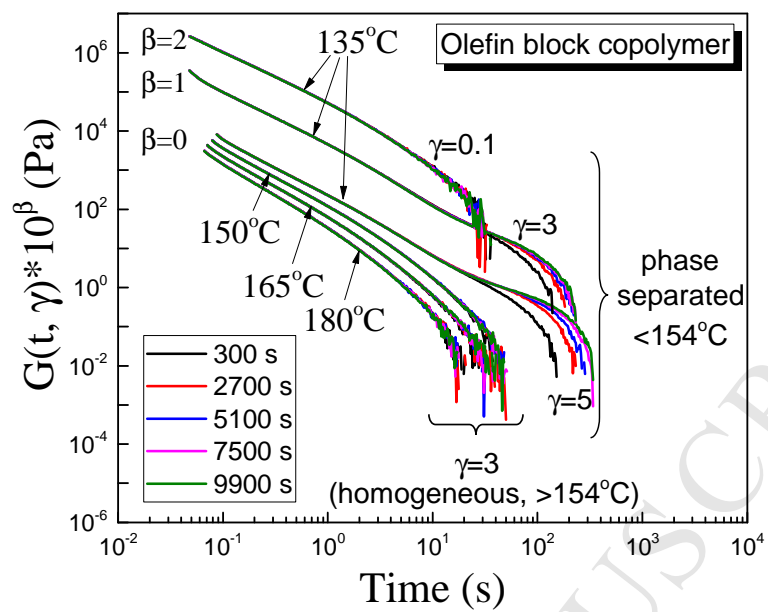 Olefin block copolymer
β=2
β=1
β=0
135°C
150°C
165°C
180°C
γ=0.1
γ=3
γ=5
phase
separated
<154°C
γ=3
(homogeneous, >154°C)
300 s
2700 s
5100 s
7500 s
9900 s
G(t, γ)*10^β (Pa)
10^6
10^4
10^2
10^0
10^-2
10^-4
10^-6
10^-2 10^-1 10^0 10^1 10^2 10^3 10^4
Time (s)
USCR